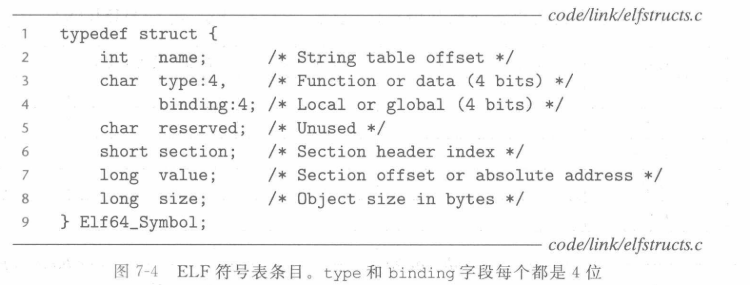 code/link/elfstructs.c
1 typedef struct {
2 int name; /* String table offset */
3 char type:4, /* Function or data (4 bits) */
4 binding:4; /* Local or global (4 bits) */
5 char reserved; /* Unused */
6 short section; /* Section header index */
7 long value; /* Section offset or absolute address */
8 long size; /* Object size in bytes */
9 } Elf64_Symbol;
code/link/elfstructs.c
图 7-4 ELF 符号表条目。type 和 binding 字段每个都是 4 位